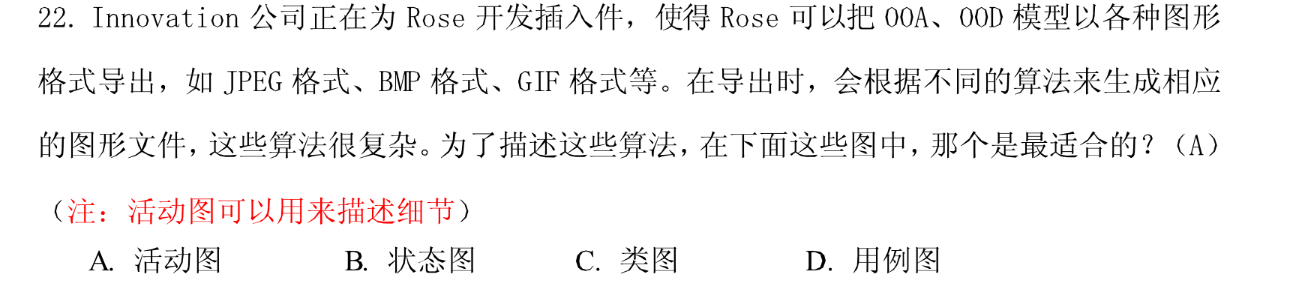 22. Innovation 公司正在为 Rose 开发插入件，使得 Rose 可以把 OOA、OOD 模型以各种图形
格式导出，如 JPEG 格式、BMP 格式、GIF 格式等。在导出时，会根据不同的算法来生成相应
的图形文件，这些算法很复杂。为了描述这些算法，在下面这些图中，那个是最适合的？（A）
（注：活动图可以用来描述细节）
A. 活动图 B. 状态图 C. 类图 D. 用例图